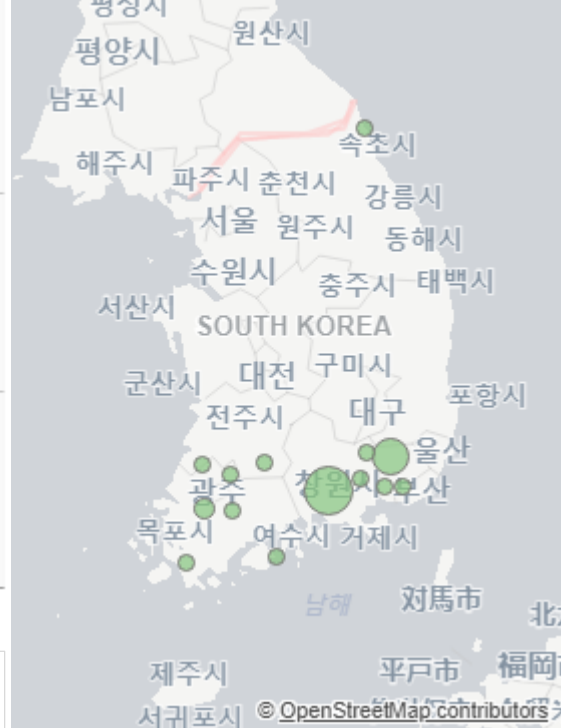 평성시
원산시
평양시
남포시
속초시
해주시
파주시
춘천시
강릉시
서울
원주시
동해시
수원시
충주시
태백시
서산시
SOUTH KOREA
대전
구미시
군산시
포항시
전주시
대구
울산
창원시
광주
부산
목포시
여수시
거제시
남해
対馬市
제주시
平戸市
福岡
서귀포시
© OpenStreetMap contributors